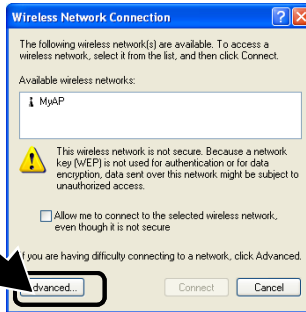 Wireless Network Connection
The following wireless network(s) are available. To access a
wireless network, select it from the list, and then click Connect.
Available wireless networks:
MyAP
This wireless network is not secure. Because a network
key (WEP) is not used for authentication or for data
encryption, data sent over this network might be subject to
unauthorized access.
Allow me to connect to the selected wireless network,
even though it is not secure
If you are having difficulty connecting to a network, click Advanced.
Advanced... Connect Cancel